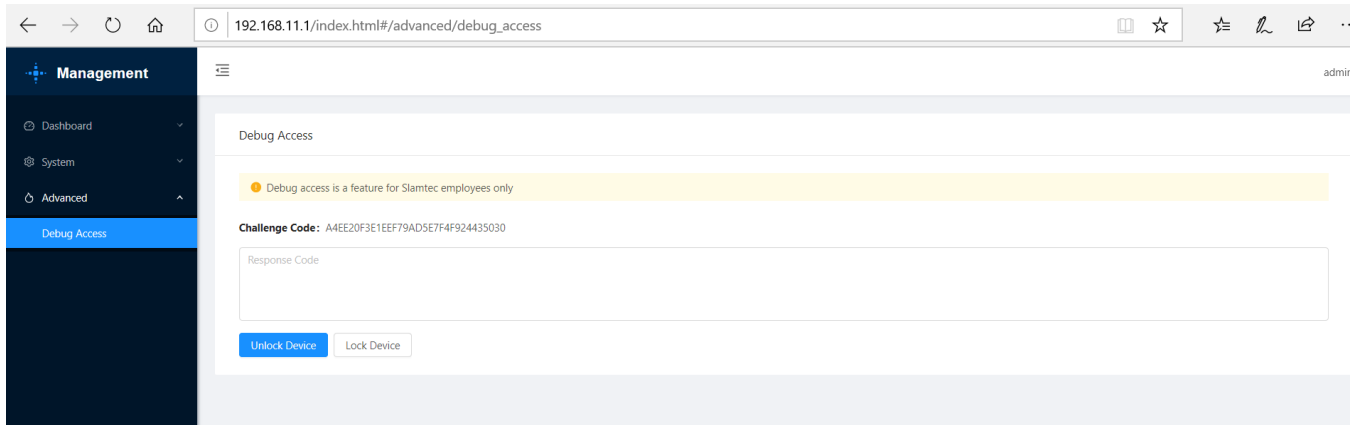 192.168.11.1/index.html#/advanced/debug_access
Management
admin
Dashboard
System
Advanced
Debug Access
Debug Access
Debug access is a feature for Slamtec employees only
Challenge Code: A4EE20F3E1EEF79AD5E7F4F924435030
Response Code
Unlock Device
Lock Device